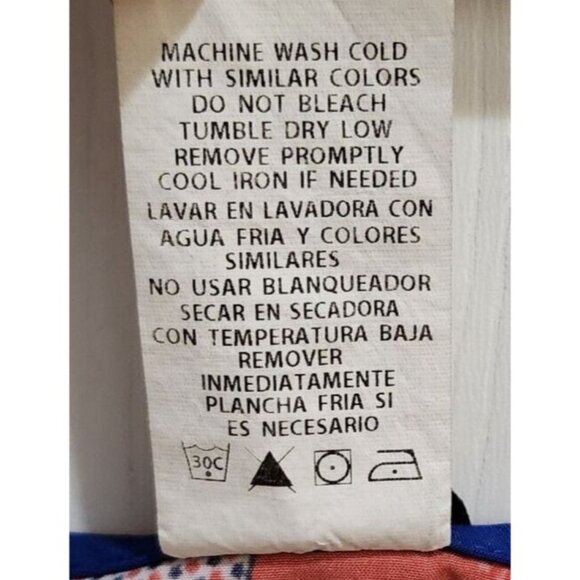 MACHINE WASH COLD
WITH SIMILAR COLORS
DO NOT BLEACH
TUMBLE DRY LOW
REMOVE PROMPTLY
COOL IRON IF NEEDED
LAVAR EN LAVADORA CON
AGUA FRIA Y COLORES
SIMILARES
NO USAR BLANQUEADOR
SECAR EN SECADORA
CON TEMPERATURA BAJA
REMOVER
INMEDIATAMENTE
PLANCHA FRIA SI
ES NECESARIO
30C